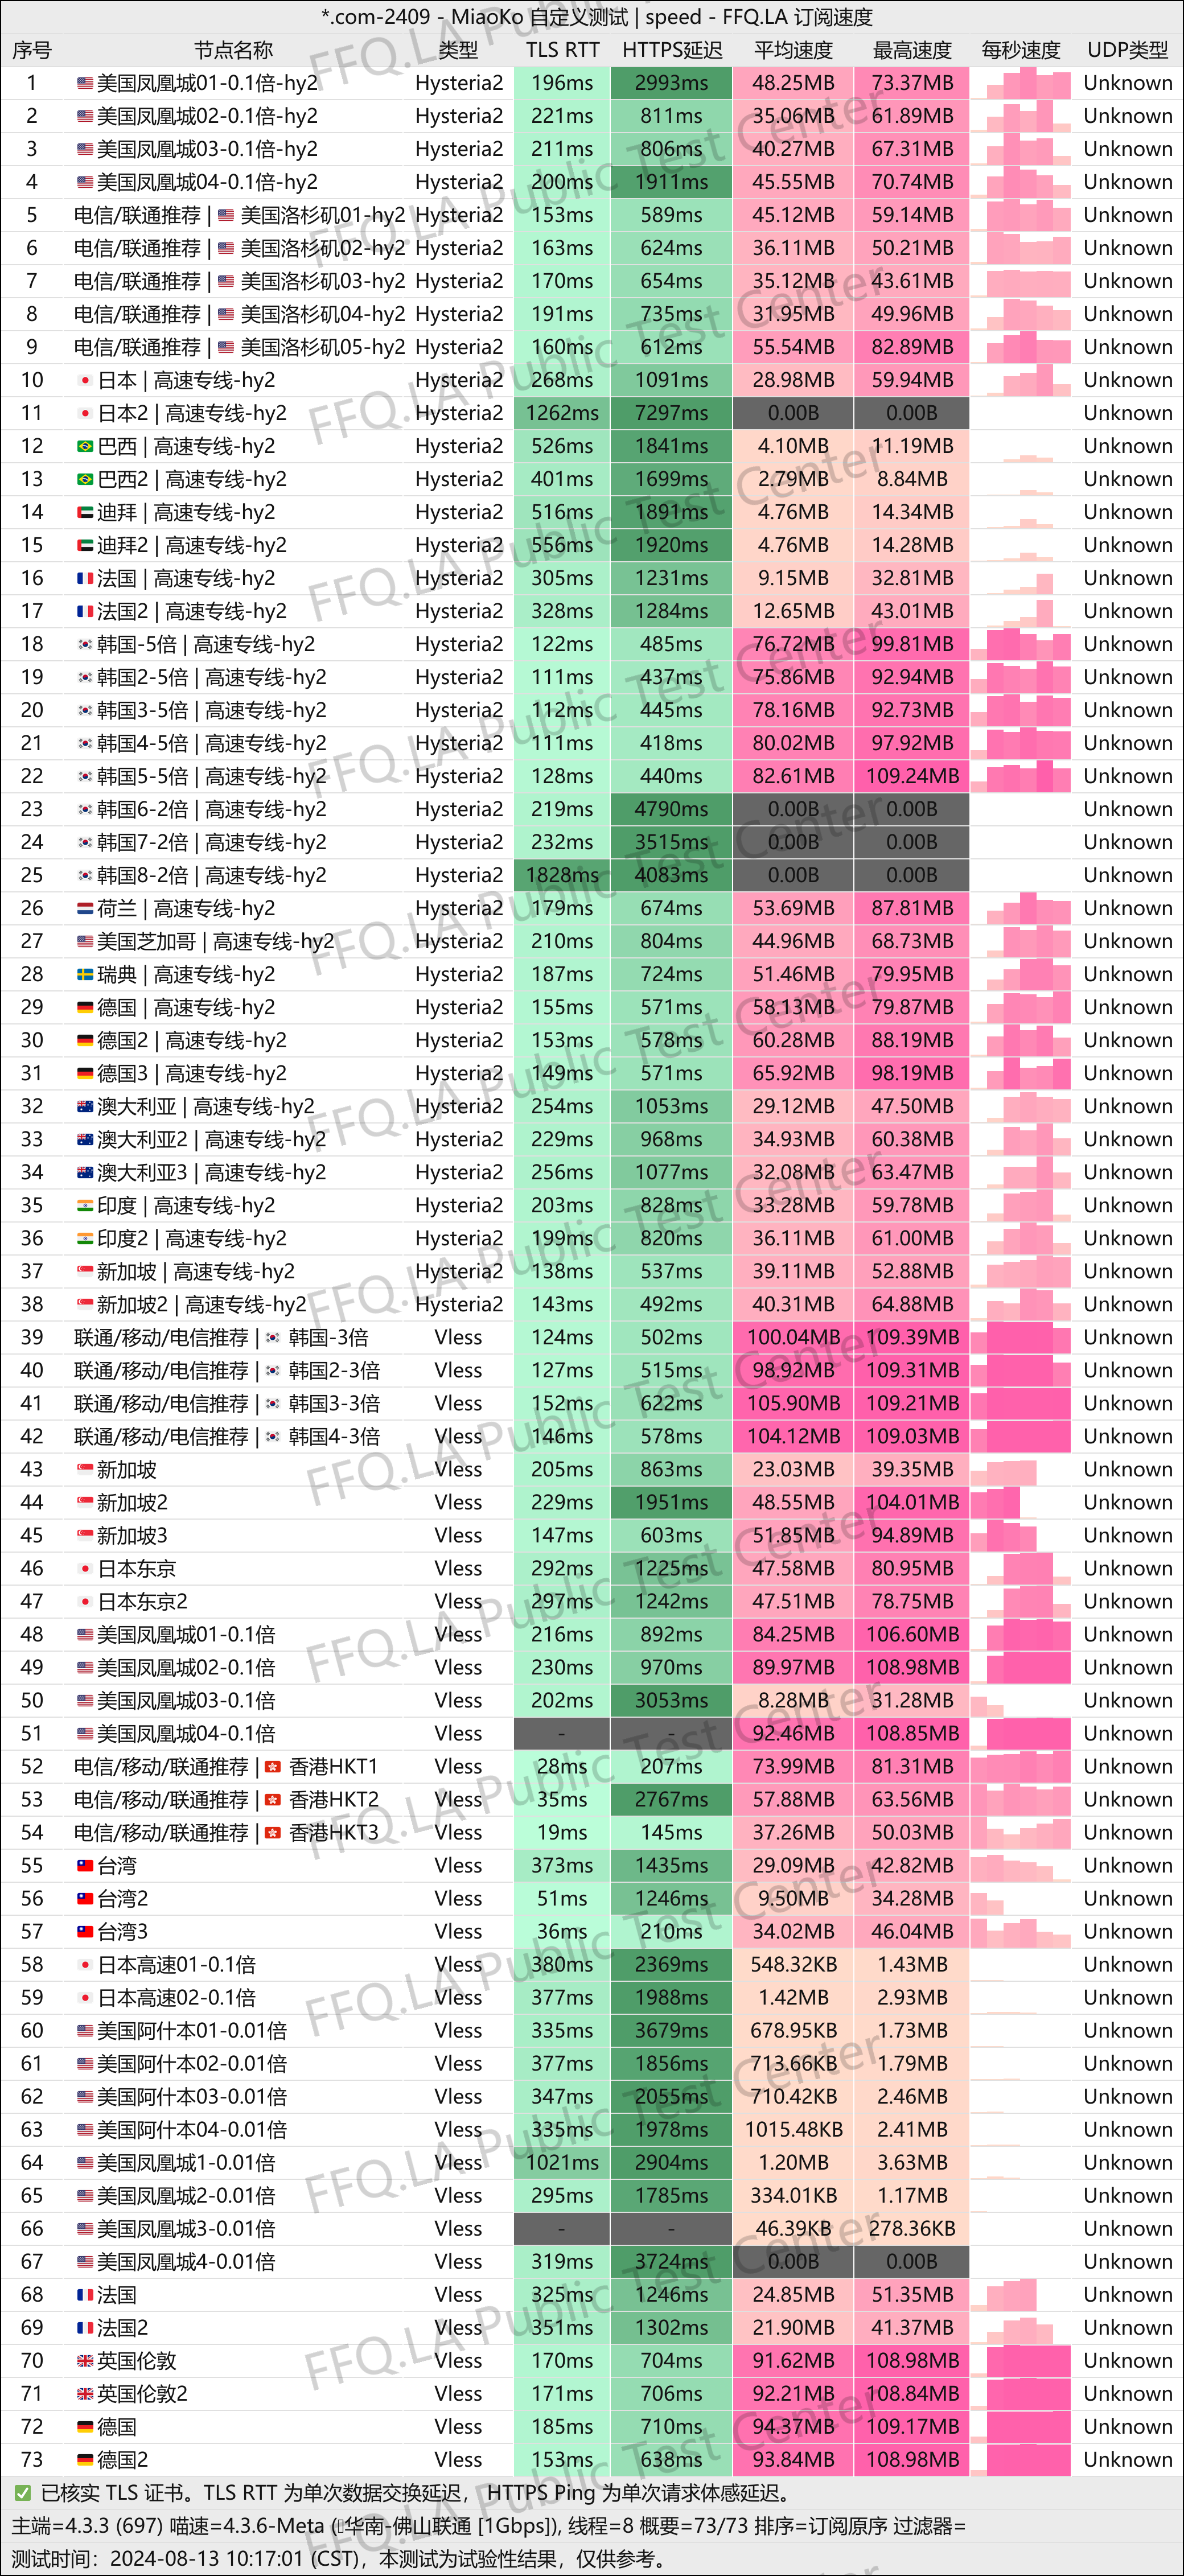 *.com-2409 - MiaoKo 自定义测试 | speed - FFQ.LA 订阅速度
序号 节点名称 类型 TLS RTT HTTPS延迟 平均速度 最高速度 每秒速度 UDP类型
1 美国凤凰城01-0.1倍-hy2 Hysteria2 196ms 2993ms 48.25MB 73.37MB Unknown
2 美国凤凰城02-0.1倍-hy2 Hysteria2 221ms 811ms 35.06MB 61.89MB Unknown
3 美国凤凰城03-0.1倍-hy2 Hysteria2 211ms 806ms 40.27MB 67.31MB Unknown
4 美国凤凰城04-0.1倍-hy2 Hysteria2 200ms 1911ms 45.55MB 70.74MB Unknown
5 电信/联通推荐 | 美国洛杉矶01-hy2 Hysteria2 153ms 589ms 45.12MB 59.14MB Unknown
6 电信/联通推荐 | 美国洛杉矶02-hy2 Hysteria2 163ms 624ms 36.11MB 50.21MB Unknown
7 电信/联通推荐 | 美国洛杉矶03-hy2 Hysteria2 170ms 654ms 35.12MB 43.61MB Unknown
8 电信/联通推荐 | 美国洛杉矶04-hy2 Hysteria2 191ms 735ms 31.95MB 49.96MB Unknown
9 电信/联通推荐 | 美国洛杉矶05-hy2 Hysteria2 160ms 612ms 55.54MB 82.89MB Unknown
10 日本 | 高速专线-hy2 Hysteria2 268ms 1091ms 28.98MB 59.94MB Unknown
11 日本2 | 高速专线-hy2 Hysteria2 1262ms 7297ms 0.00B 0.00B Unknown
12 巴西 | 高速专线-hy2 Hysteria2 526ms 1841ms 4.10MB 11.19MB Unknown
13 巴西2 | 高速专线-hy2 Hysteria2 401ms 1699ms 2.79MB 8.84MB Unknown
14 迪拜 | 高速专线-hy2 Hysteria2 516ms 1891ms 4.76MB 14.34MB Unknown
15 迪拜2 | 高速专线-hy2 Hysteria2 556ms 1920ms 4.76MB 14.28MB Unknown
16 法国 | 高速专线-hy2 Hysteria2 305ms 1231ms 9.15MB 32.81MB Unknown
17 法国2 | 高速专线-hy2 Hysteria2 328ms 1284ms 12.65MB 43.01MB Unknown
18 韩国-5倍 | 高速专线-hy2 Hysteria2 122ms 485ms 76.72MB 99.81MB Unknown
19 韩国2-5倍 | 高速专线-hy2 Hysteria2 111ms 437ms 75.86MB 92.94MB Unknown
20 韩国3-5倍 | 高速专线-hy2 Hysteria2 112ms 445ms 78.16MB 92.73MB Unknown
21 韩国4-5倍 | 高速专线-hy2 Hysteria2 111ms 418ms 80.02MB 97.92MB Unknown
22 韩国5-5倍 | 高速专线-hy2 Hysteria2 128ms 440ms 82.61MB 109.24MB Unknown
23 韩国6-2倍 | 高速专线-hy2 Hysteria2 219ms 4790ms 0.00B 0.00B Unknown
24 韩国7-2倍 | 高速专线-hy2 Hysteria2 232ms 3515ms 0.00B 0.00B Unknown
25 韩国8-2倍 | 高速专线-hy2 Hysteria2 1828ms 4083ms 0.00B 0.00B Unknown
26 荷兰 | 高速专线-hy2 Hysteria2 179ms 674ms 53.69MB 87.81MB Unknown
27 美国芝加哥 | 高速专线-hy2 Hysteria2 210ms 804ms 44.96MB 68.73MB Unknown
28 瑞典 | 高速专线-hy2 Hysteria2 187ms 724ms 51.46MB 79.95MB Unknown
29 德国 | 高速专线-hy2 Hysteria2 155ms 571ms 58.13MB 79.87MB Unknown
30 德国2 | 高速专线-hy2 Hysteria2 153ms 578ms 60.28MB 88.19MB Unknown
31 德国3 | 高速专线-hy2 Hysteria2 149ms 571ms 65.92MB 98.19MB Unknown
32 澳大利亚 | 高速专线-hy2 Hysteria2 254ms 1053ms 29.12MB 47.50MB Unknown
33 澳大利亚2 | 高速专线-hy2 Hysteria2 229ms 968ms 34.93MB 60.38MB Unknown
34 澳大利亚3 | 高速专线-hy2 Hysteria2 256ms 1077ms 32.08MB 63.47MB Unknown
35 印度 | 高速专线-hy2 Hysteria2 203ms 828ms 33.28MB 59.78MB Unknown
36 印度2 | 高速专线-hy2 Hysteria2 199ms 820ms 36.11MB 61.00MB Unknown
37 新加坡 | 高速专线-hy2 Hysteria2 138ms 537ms 39.11MB 52.88MB Unknown
38 新加坡2 | 高速专线-hy2 Hysteria2 143ms 492ms 40.31MB 64.88MB Unknown
39 联通/移动/电信推荐 | 韩国-3倍 Vless 124ms 502ms 100.04MB 109.39MB Unknown
40 联通/移动/电信推荐 | 韩国2-3倍 Vless 127ms 515ms 98.92MB 109.31MB Unknown
41 联通/移动/电信推荐 | 韩国3-3倍 Vless 152ms 622ms 105.90MB 109.21MB Unknown
42 联通/移动/电信推荐 | 韩国4-3倍 Vless 146ms 578ms 104.12MB 109.03MB Unknown
43 新加坡 Vless 205ms 863ms 23.03MB 39.35MB Unknown
44 新加坡2 Vless 229ms 1951ms 48.55MB 104.01MB Unknown
45 新加坡3 Vless 147ms 603ms 51.85MB 94.89MB Unknown
46 日本东京 Vless 292ms 1225ms 47.58MB 80.95MB Unknown
47 日本东京2 Vless 297ms 1242ms 47.51MB 78.75MB Unknown
48 美国凤凰城01-0.1倍 Vless 216ms 892ms 84.25MB 106.60MB Unknown
49 美国凤凰城02-0.1倍 Vless 230ms 970ms 89.97MB 108.98MB Unknown
50 美国凤凰城03-0.1倍 Vless 202ms 3053ms 8.28MB 31.28MB Unknown
51 美国凤凰城04-0.1倍 Vless - - 92.46MB 108.85MB Unknown
52 电信/移动/联通推荐 | 香港HKT1 Vless 28ms 207ms 73.99MB 81.31MB Unknown
53 电信/移动/联通推荐 | 香港HKT2 Vless 35ms 2767ms 57.88MB 63.56MB Unknown
54 电信/移动/联通推荐 | 香港HKT3 Vless 19ms 145ms 37.26MB 50.03MB Unknown
55 台湾 Vless 373ms 1435ms 29.09MB 42.82MB Unknown
56 台湾2 Vless 51ms 1246ms 9.50MB 34.28MB Unknown
57 台湾3 Vless 36ms 210ms 34.02MB 46.04MB Unknown
58 日本高速01-0.1倍 Vless 380ms 2369ms 548.32KB 1.43MB Unknown
59 日本高速02-0.1倍 Vless 377ms 1988ms 1.42MB 2.93MB Unknown
60 美国阿什本01-0.01倍 Vless 335ms 3679ms 678.95KB 1.73MB Unknown
61 美国阿什本02-0.01倍 Vless 377ms 1856ms 713.66KB 1.79MB Unknown
62 美国阿什本03-0.01倍 Vless 347ms 2055ms 710.42KB 2.46MB Unknown
63 美国阿什本04-0.01倍 Vless 335ms 1978ms 1015.48KB 2.41MB Unknown
64 美国凤凰城1-0.01倍 Vless 1021ms 2904ms 1.20MB 3.63MB Unknown
65 美国凤凰城2-0.01倍 Vless 295ms 1785ms 334.01KB 1.17MB Unknown
66 美国凤凰城3-0.01倍 Vless - - 46.39KB 278.36KB Unknown
67 美国凤凰城4-0.01倍 Vless 319ms 3724ms 0.00B 0.00B Unknown
68 法国 Vless 325ms 1246ms 24.85MB 51.35MB Unknown
69 法国2 Vless 351ms 1302ms 21.90MB 41.37MB Unknown
70 英国伦敦 Vless 170ms 704ms 91.62MB 108.98MB Unknown
71 英国伦敦2 Vless 171ms 706ms 92.21MB 108.84MB Unknown
72 德国 Vless 185ms 710ms 94.37MB 109.17MB Unknown
73 德国2 Vless 153ms 638ms 93.84MB 108.98MB Unknown
✅ 已核实 TLS 证书。TLS RTT 为单次数据交换延迟， HTTPS Ping 为单次请求体感延迟。
主端=4.3.3 (697) 喵速=4.3.6-Meta (华南-佛山联通 [1Gbps]), 线程=8 概要=73/73 排序=订阅原序 过滤器=
测试时间：2024-08-13 10:17:01 (CST)，本测试为试验性结果，仅供参考。
FFQ.LA Public Test Center